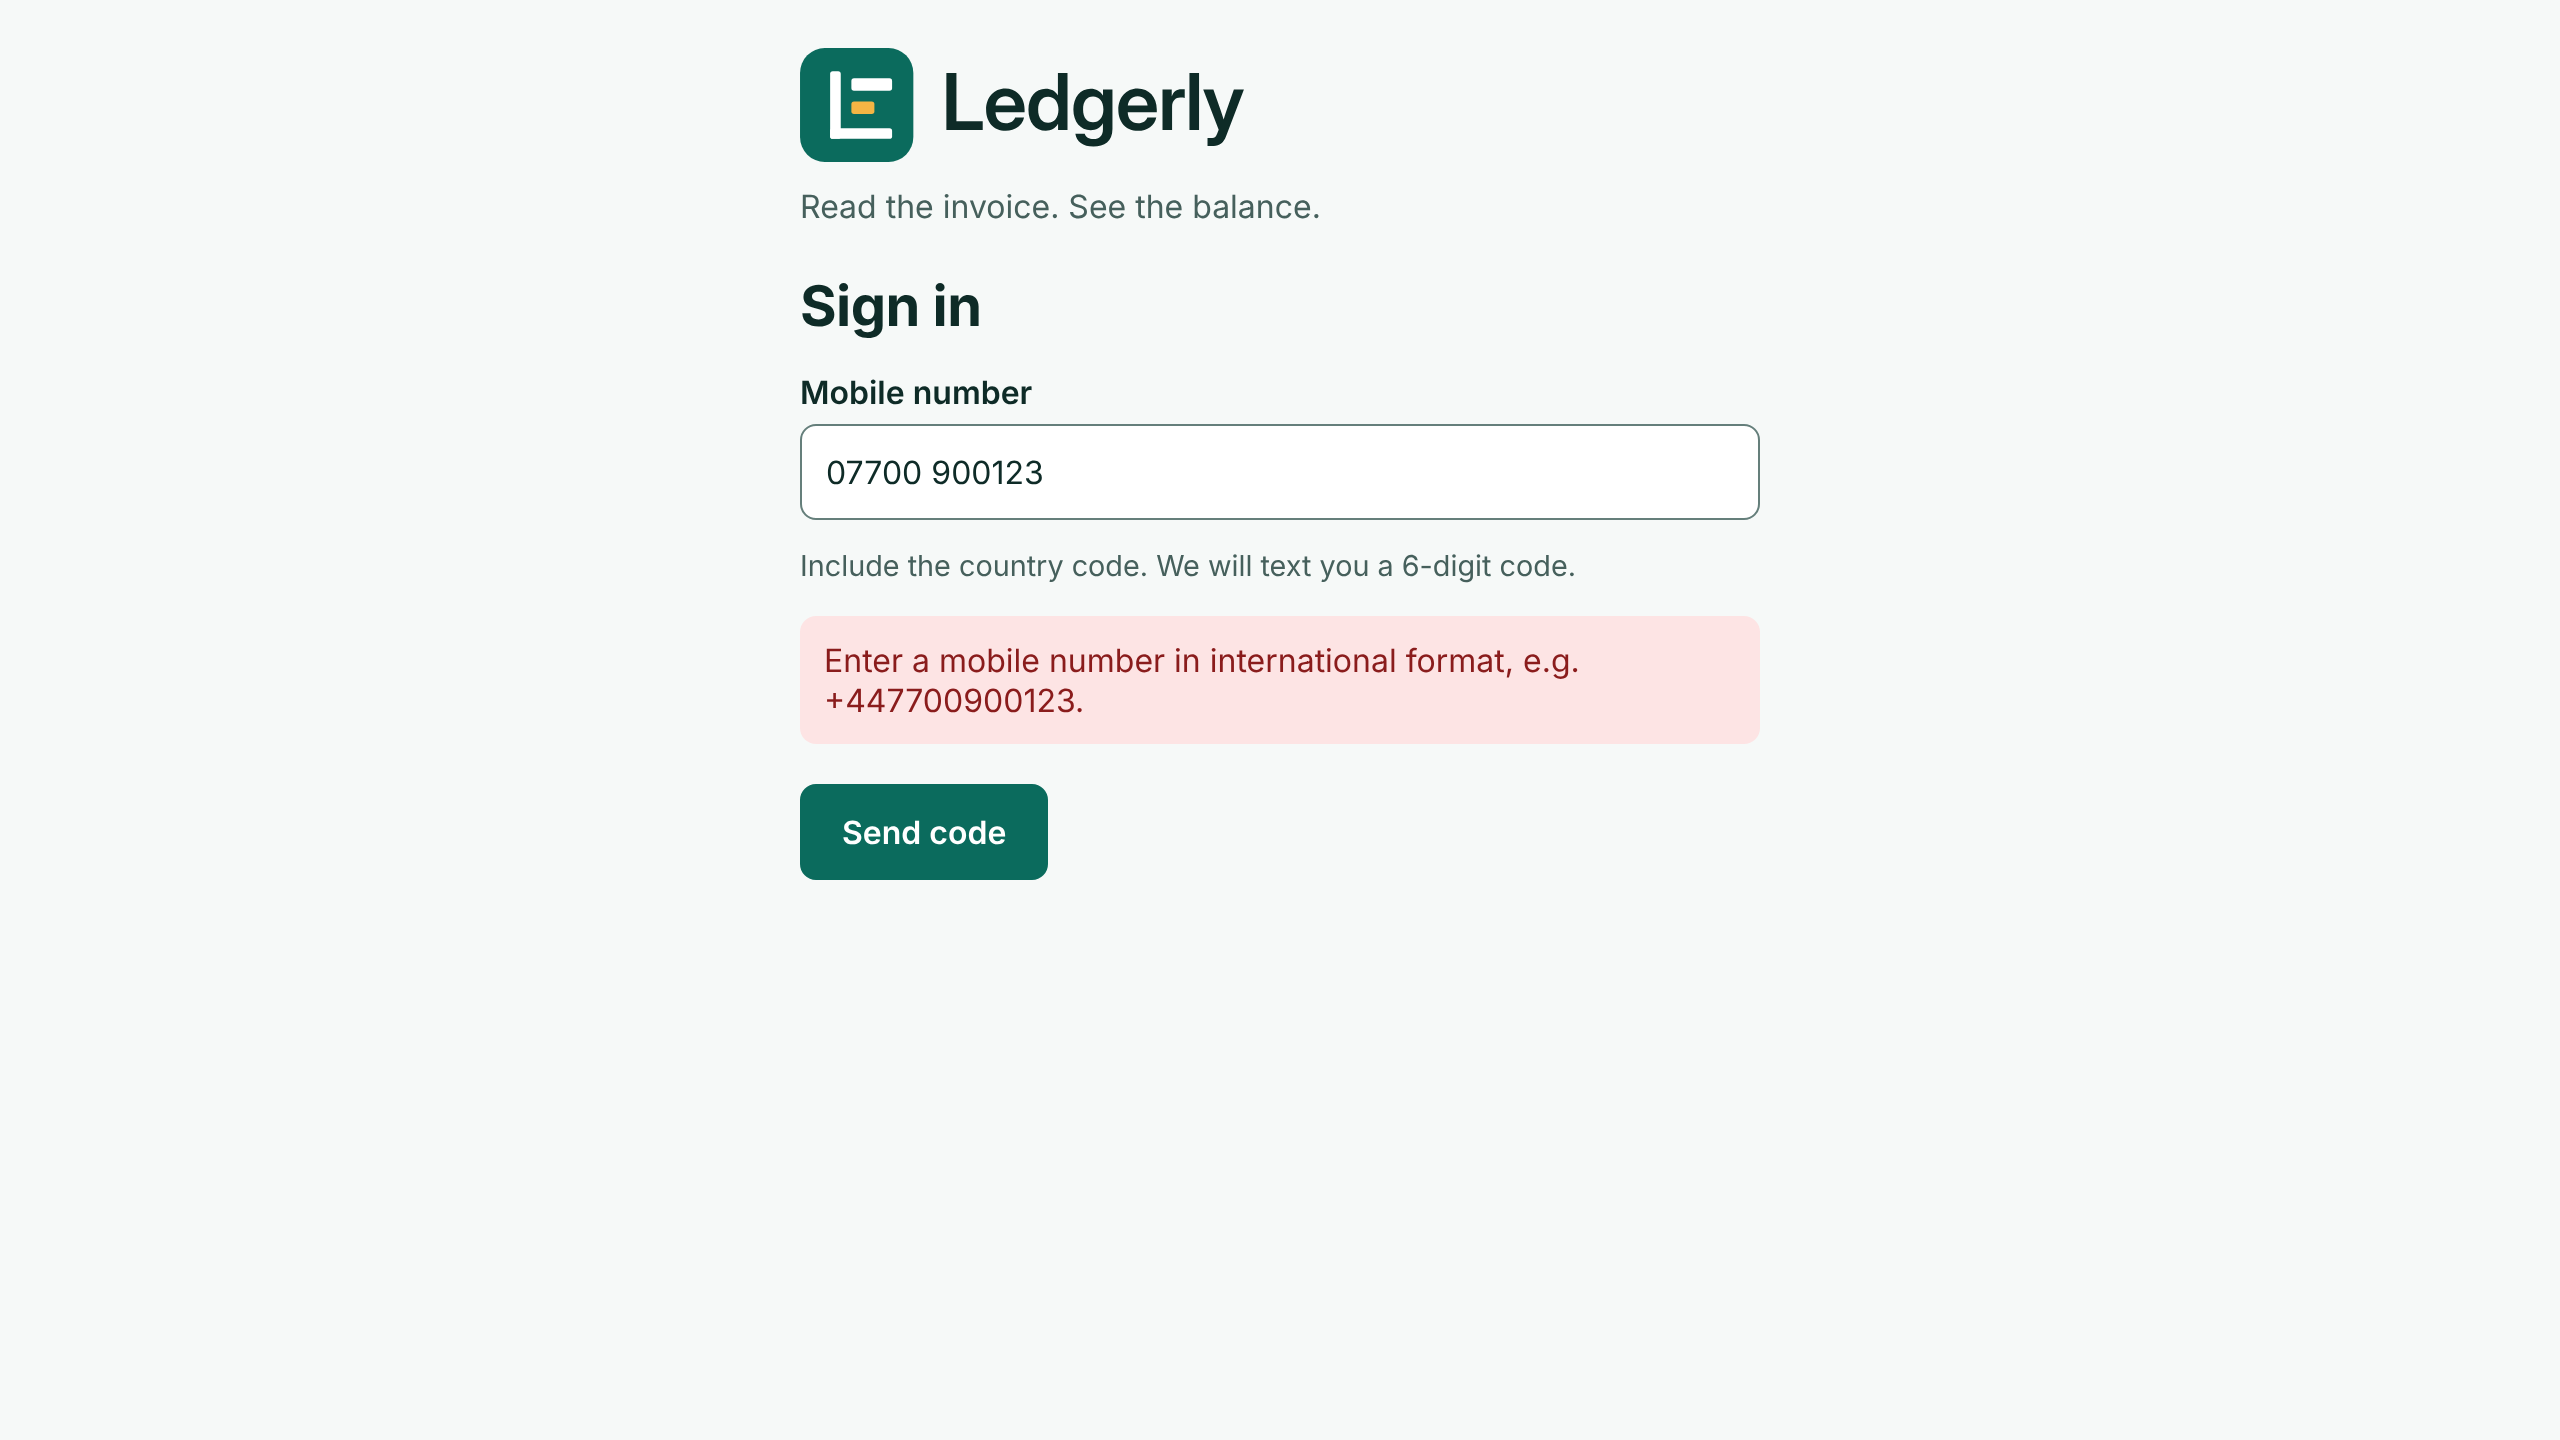 Ledgerly
Read the invoice. See the balance.
Sign in
Mobile number
07700 900123
Include the country code. We will text you a 6-digit code.
Enter a mobile number in international format, e.g.
+447700900123.
Send code